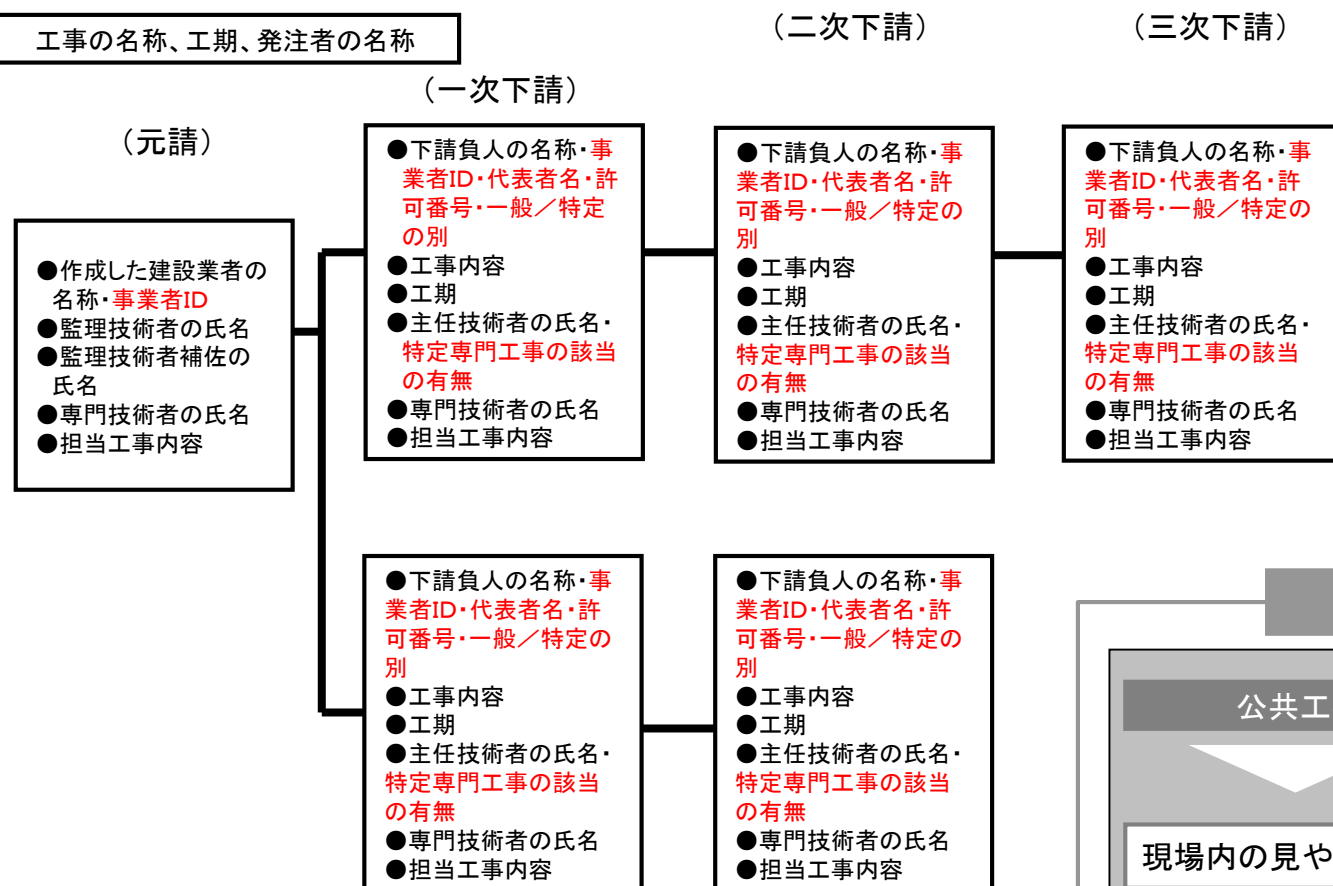 工事の名称、工期、発注者の名称
（二次下請）
（三次下請）
（一次下請）
（元請）
●作成した建設業者の
名称・事業者ID
●監理技術者の氏名
●監理技術者補佐の
氏名
●専門技術者の氏名
●担当工事内容
●下請負人の名称・事
業者ID・代表者名・許
可番号・一般／特定
の別
●工事内容
●工期
●主任技術者の氏名・
特定専門工事の該当
の有無
●専門技術者の氏名
●担当工事内容
●下請負人の名称・事
業者ID・代表者名・許
可番号・一般／特定の
別
●工事内容
●工期
●主任技術者の氏名・
特定専門工事の該当
の有無
●専門技術者の氏名
●担当工事内容
●下請負人の名称・事
業者ID・代表者名・許
可番号・一般／特定の
別
●工事内容
●工期
●主任技術者の氏名・
特定専門工事の該当
の有無
●専門技術者の氏名
●担当工事内容
●下請負人の名称・事
業者ID・代表者名・許
可番号・一般／特定の
別
●工事内容
●工期
●主任技術者の氏名・
特定専門工事の該当
の有無
●専門技術者の氏名
●担当工事内容
●下請負人の名称・事
業者ID・代表者名・許
可番号・一般／特定の
別
●工事内容
●工期
●主任技術者の氏名・
特定専門工事の該当
の有無
●専門技術者の氏名
●担当工事内容
公共工
現場内の見や